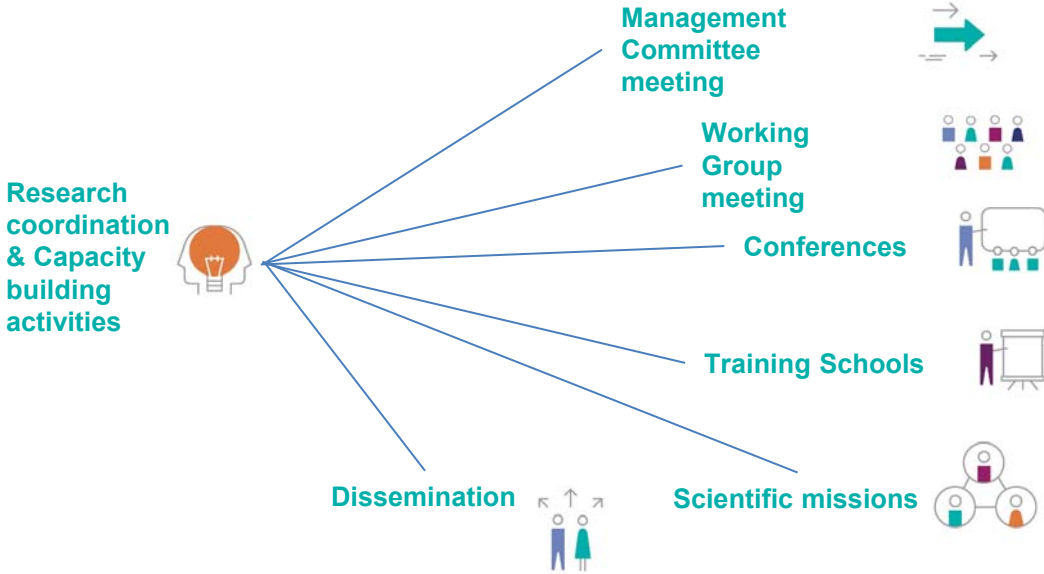 Management
Committee
meeting
Working
Group
meeting
Research
coordination
& Capacity
building
activities
Conferences
Training Schools
Dissemination
Scientific missions